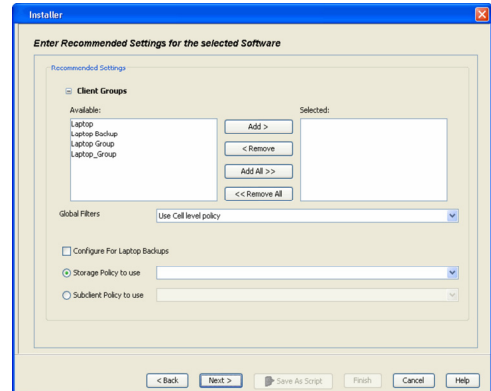 Installer
Enter Recommended Settings for the selected Software
Recommended Settings
Client Groups
Available:
Selected:
Laptop
Laptop Backup
Laptop Group
Laptop_Group
Add >
< Remove
Add All >>
<< Remove All
Global Filters
Use Cell level policy
Configure For Laptop Backups
Storage Policy to use
Subclient Policy to use
< Back
Next >
Save As Script
Finish
Cancel
Help